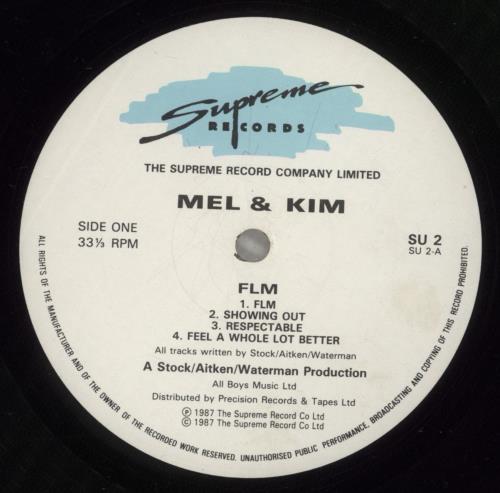 Supreme
RECORDS
THE SUPREME RECORD COMPANY LIMITED
MEL & KIM
SIDE ONE
33⅓ RPM
SU 2
SU 2-A
FLM
1. FLM
2. SHOWING OUT
3. RESPECTABLE
4. FEEL A WHOLE LOT BETTER
All tracks written by Stock/Aitken/Waterman
A Stock/Aitken/Waterman Production
All Boys Music Ltd
Distributed by Precision Records & Tapes Ltd
℗ 1987 The Supreme Record Co Ltd
© 1987 The Supreme Record Co Ltd
ALL RIGHTS OF THE MANUFACTURER AND OF THE OWNER OF THE RECORDED WORK RESERVED. UNAUTHORISED PUBLIC PERFORMANCE, BROADCASTING AND COPYING OF THIS RECORD PROHIBITED.